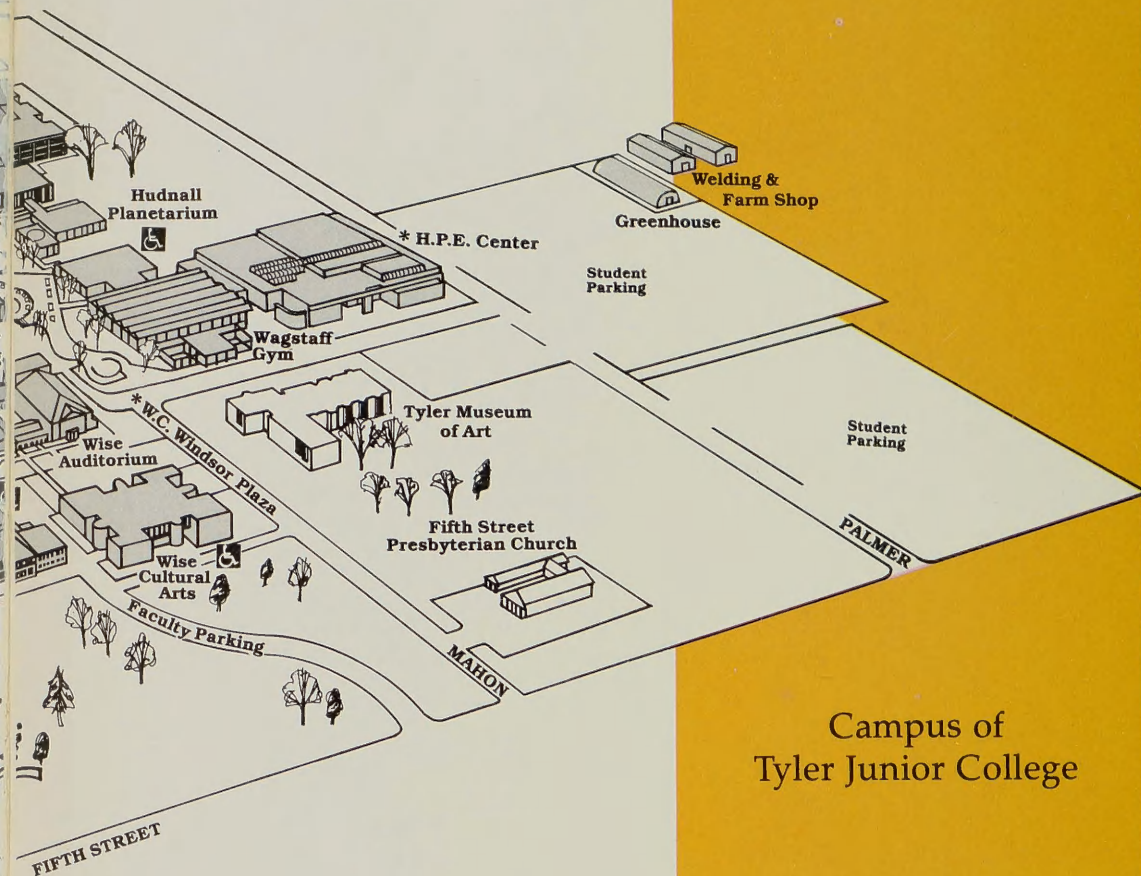 Hudnall
Planetarium
* H.P.E. Center
Welding &
Farm Shop
Greenhouse
Student
Parking
Wagstaff
Gym
Tyler Museum
of Art
* W.C. Windsor Plaza
Wise
Auditorium
Student
Parking
Fifth Street
Presbyterian Church
PALMER
Wise
Cultural
Arts
Faculty Parking
MAHON
Campus of
Tyler Junior College
FIFTH STREET